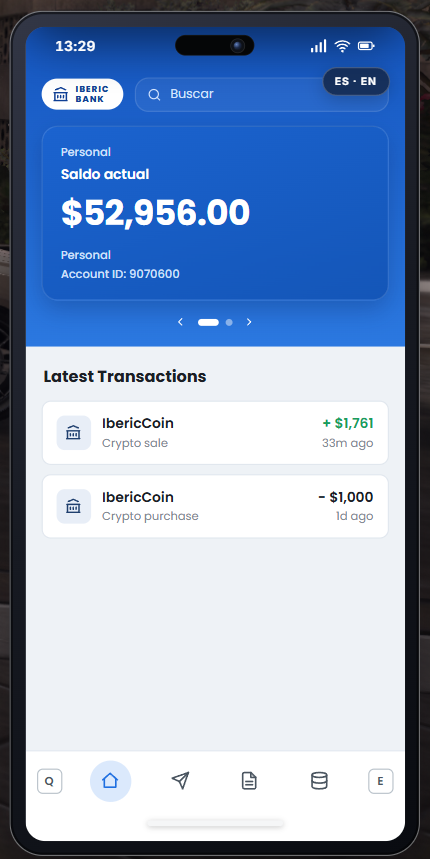 13:29
IBERIC
BANK
Buscar
ES · EN
Personal
Saldo actual
$52,956.00
Personal
Account ID: 9070600
Latest Transactions
IbericCoin
+ $1,761
Crypto sale
33m ago
IbericCoin
- $1,000
Crypto purchase
1d ago
Q
E